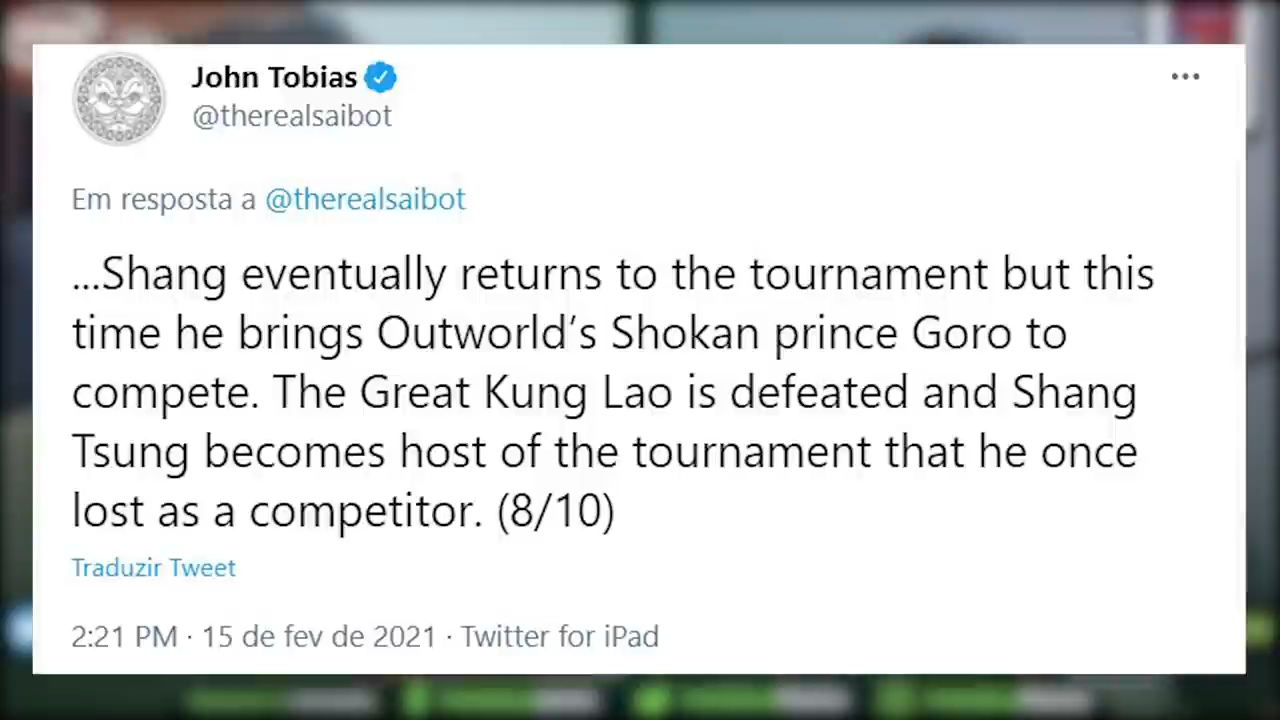 John Tobias
@therealsaibot
Em resposta a @therealsaibot
...Shang eventually returns to the tournament but this
time he brings Outworld’s Shokan prince Goro to
compete. The Great Kung Lao is defeated and Shang
Tsung becomes host of the tournament that he once
lost as a competitor. (8/10)
Traduzir Tweet
2:21 PM · 15 de fev de 2021 · Twitter for iPad